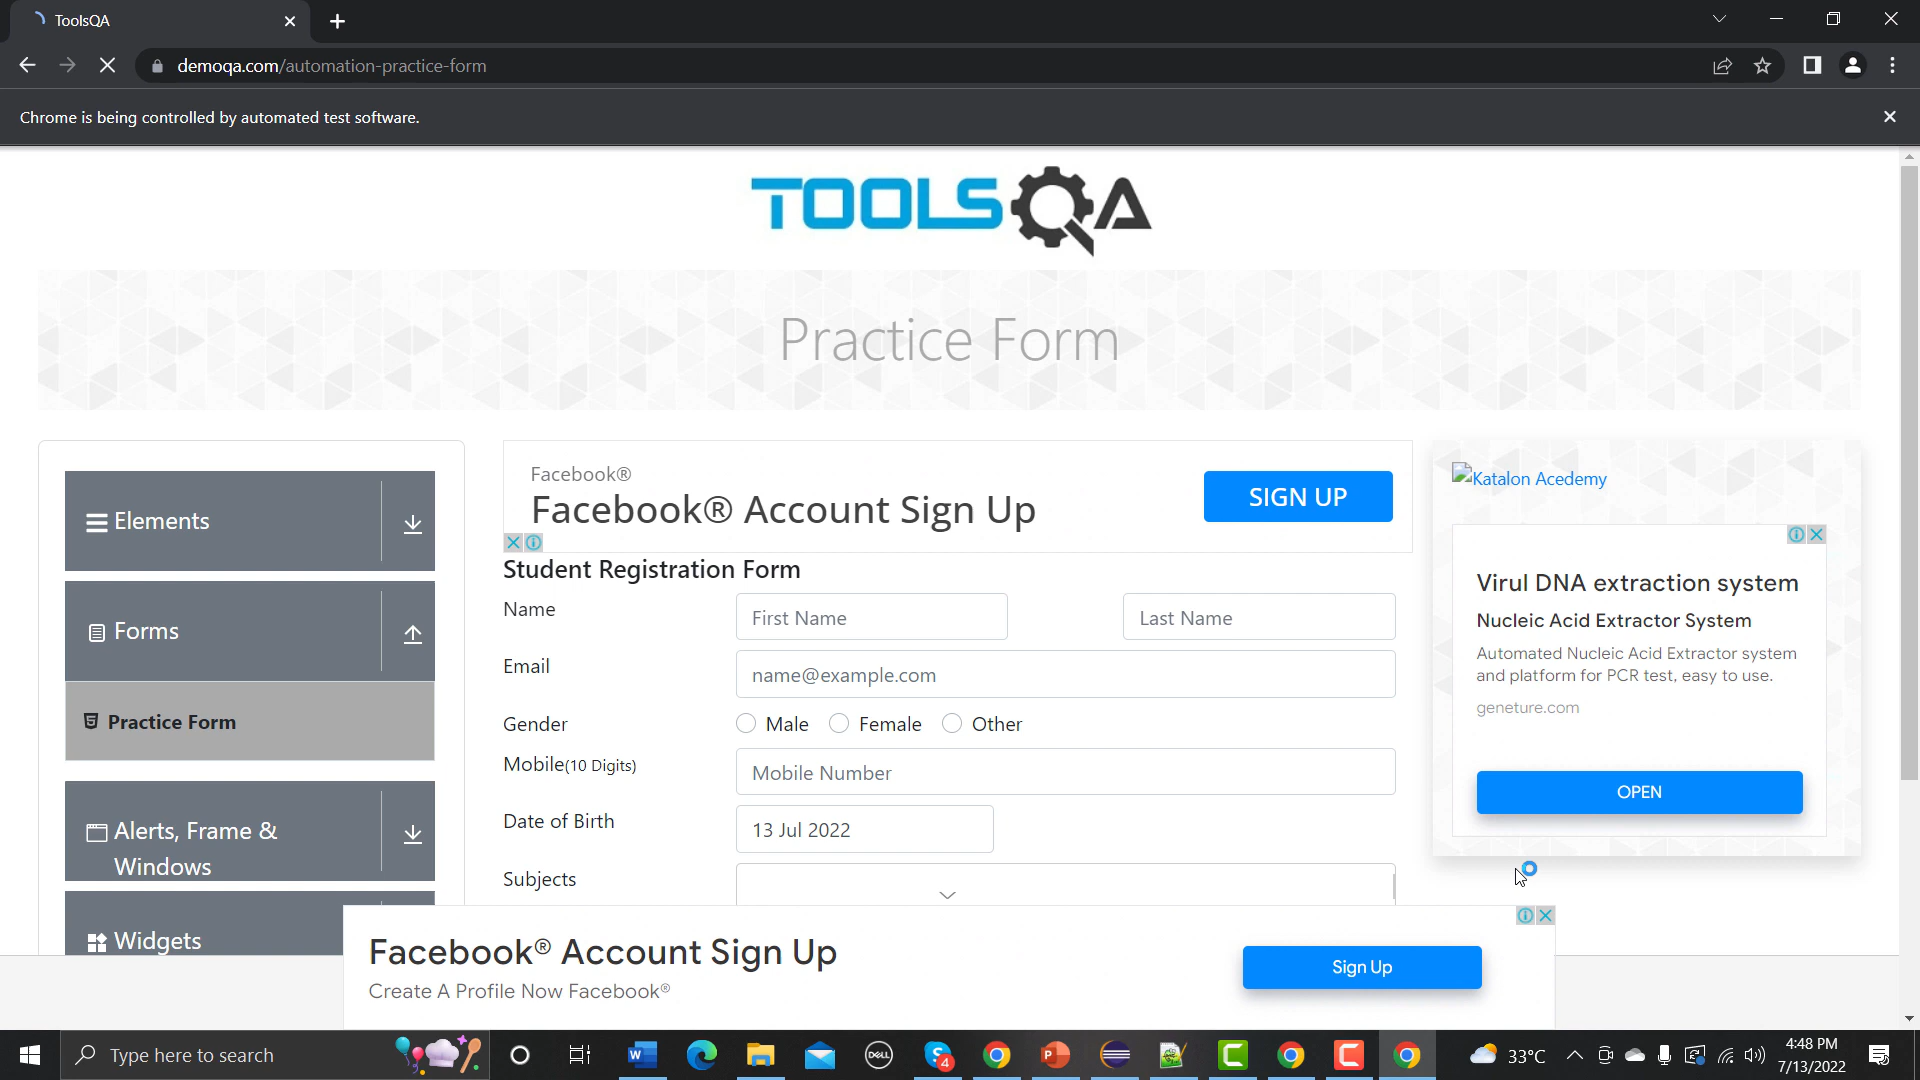 ToolsQA
demoqa.com/automation-practice-form
Chrome is being controlled by automated test software.
TOOLSQA
Practice Form
Elements
Forms
Practice Form
Alerts, Frame &
Windows
Widgets
Facebook®
Facebook® Account Sign Up
SIGN UP
Student Registration Form
Name
First Name
Last Name
Email
name@example.com
Gender
Male
Female
Other
Mobile(10 Digits)
Mobile Number
Date of Birth
13 Jul 2022
Subjects
Katalon Acedemy
Virul DNA extraction system
Nucleic Acid Extractor System
Automated Nucleic Acid Extractor system
and platform for PCR test, easy to use.
geneture.com
OPEN
Facebook® Account Sign Up
Create A Profile Now Facebook®
Sign Up
Type here to search
W
DELL
S 4
P
33°C
4:48 PM
7/13/2022